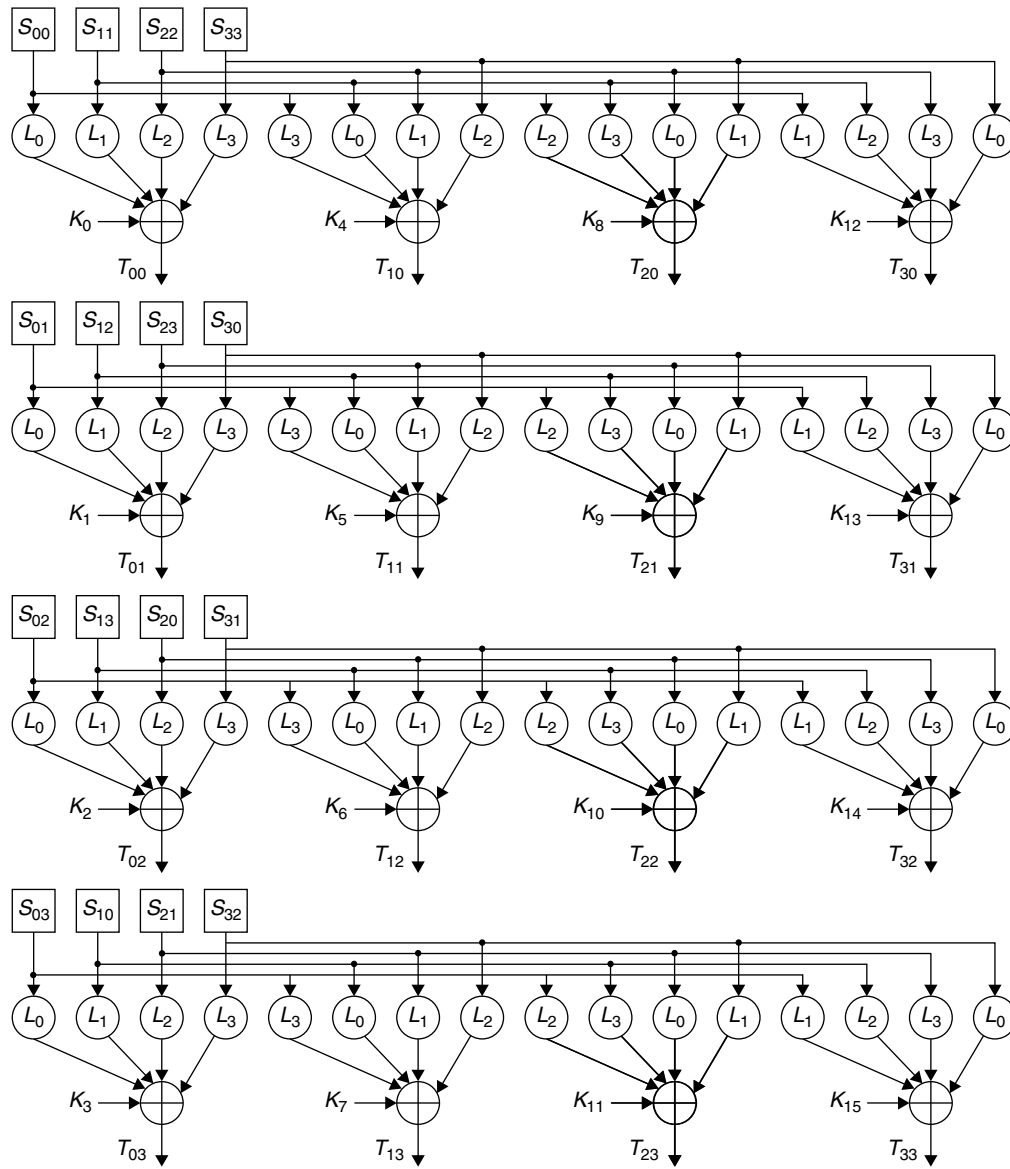 S00 S11 S22 S33
L0 L1 L2 L3 L3 L0 L1 L2 L2 L3 L0 L1 L1 L2 L3 L0
K0 K4 K8 K12
T00 T10 T20 T30
S01 S12 S23 S30
L0 L1 L2 L3 L3 L0 L1 L2 L2 L3 L0 L1 L1 L2 L3 L0
K1 K5 K9 K13
T01 T11 T21 T31
S02 S13 S20 S31
L0 L1 L2 L3 L3 L0 L1 L2 L2 L3 L0 L1 L1 L2 L3 L0
K2 K6 K10 K14
T02 T12 T22 T32
S03 S10 S21 S32
L0 L1 L2 L3 L3 L0 L1 L2 L2 L3 L0 L1 L1 L2 L3 L0
K3 K7 K11 K15
T03 T13 T23 T33